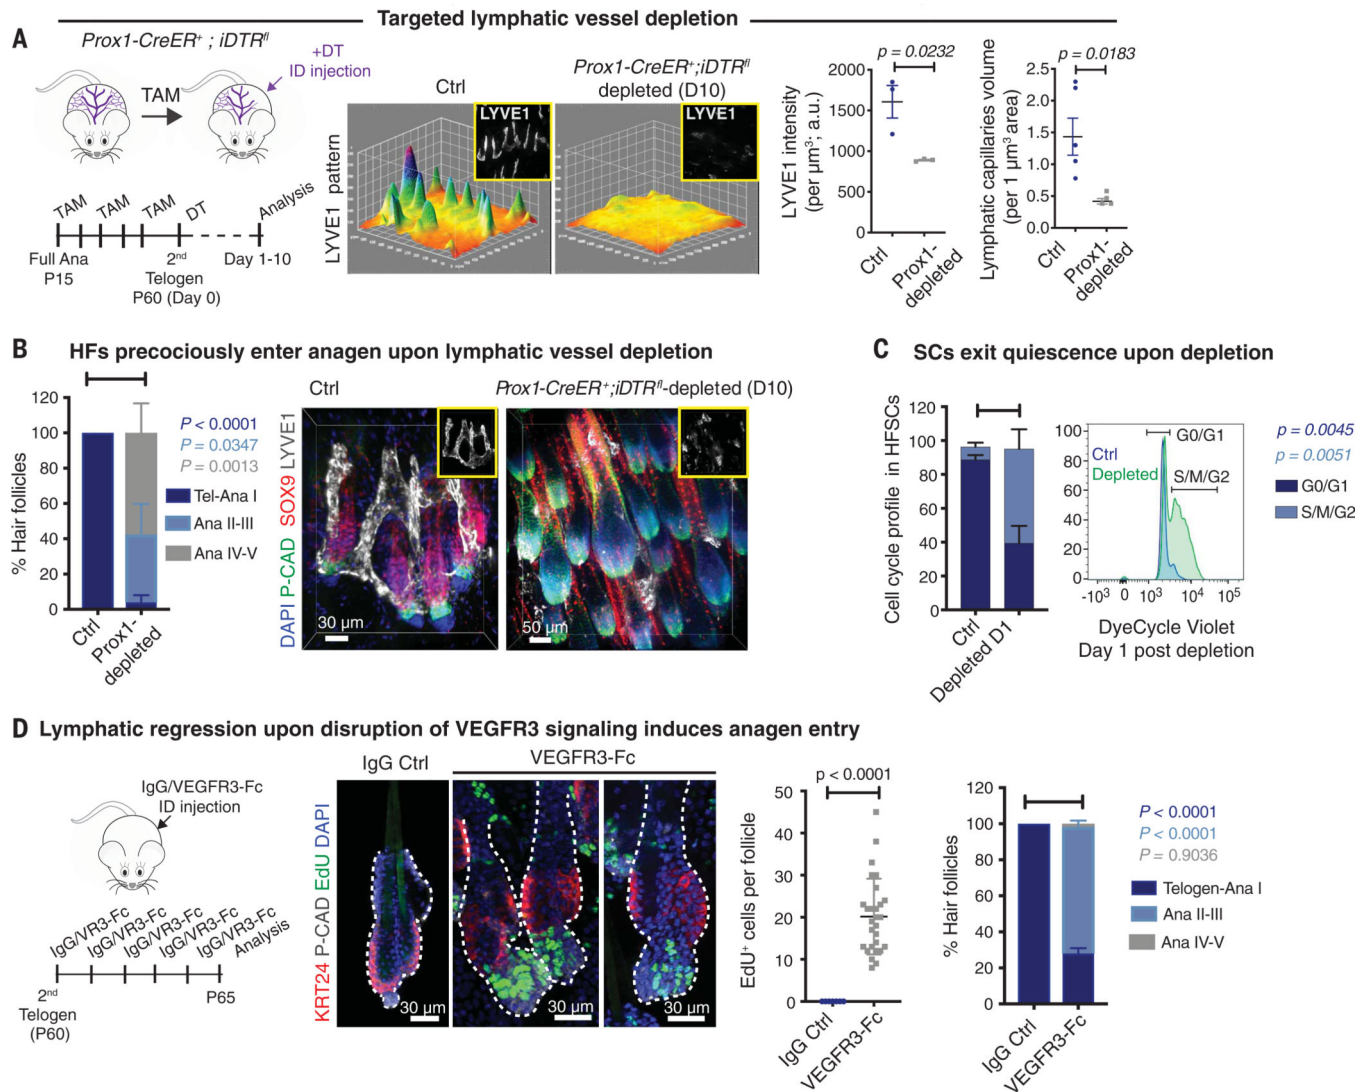 Targeted lymphatic vessel depletion
A
Prox1-CreER⁺ ; iDTRᶠˡ
+DT
ID injection
TAM
TAM
TAM
TAM
DT
Analysis
Full Ana
P15
2ⁿᵈ
Telogen
P60 (Day 0)
Day 1-10
Ctrl
Prox1-CreER⁺;iDTRᶠˡ
depleted (D10)
LYVE1 pattern
LYVE1
LYVE1
p = 0.0232
LYVE1 intensity
(per µm³; a.u.)
2000
1500
1000
500
0
Ctrl
Prox1-
depleted
p = 0.0183
Lymphatic capillaries volume
(per 1 µm³ area)
2.5
2.0
1.5
1.0
0.5
0.0
Ctrl
Prox1-
depleted
B
HFs precociously enter anagen upon lymphatic vessel depletion
% Hair follicles
120
100
80
60
40
20
0
Ctrl
Prox1-
depleted
P < 0.0001
P = 0.0347
P = 0.0013
Tel-Ana I
Ana II-III
Ana IV-V
Ctrl
Prox1-CreER⁺;iDTRᶠˡ-depleted (D10)
DAPI P-CAD SOX9 LYVE1
30 µm
50 µm
C
SCs exit quiescence upon depletion
Cell cycle profile in HFSCs
120
100
80
60
40
20
0
Ctrl
Depleted D1
100
80
60
40
20
0
Ctrl
Depleted
G0/G1
S/M/G2
-10³
0
10³
10⁴
10⁵
DyeCycle Violet
Day 1 post depletion
p = 0.0045
p = 0.0051
G0/G1
S/M/G2
D
Lymphatic regression upon disruption of VEGFR3 signaling induces anagen entry
IgG/VEGFR3-Fc
ID injection
IgG/VR3-Fc
IgG/VR3-Fc
IgG/VR3-Fc
IgG/VR3-Fc
IgG/VR3-Fc
Analysis
2ⁿᵈ
Telogen
(P60)
P65
IgG Ctrl
VEGFR3-Fc
KRT24 P-CAD EdU DAPI
30 µm
30 µm
30 µm
p < 0.0001
EdU⁺ cells per follicle
50
40
30
20
10
0
IgG Ctrl
VEGFR3-Fc
% Hair follicles
120
100
80
60
40
20
0
IgG Ctrl
VEGFR3-Fc
P < 0.0001
P < 0.0001
P = 0.9036
Telogen-Ana I
Ana II-III
Ana IV-V